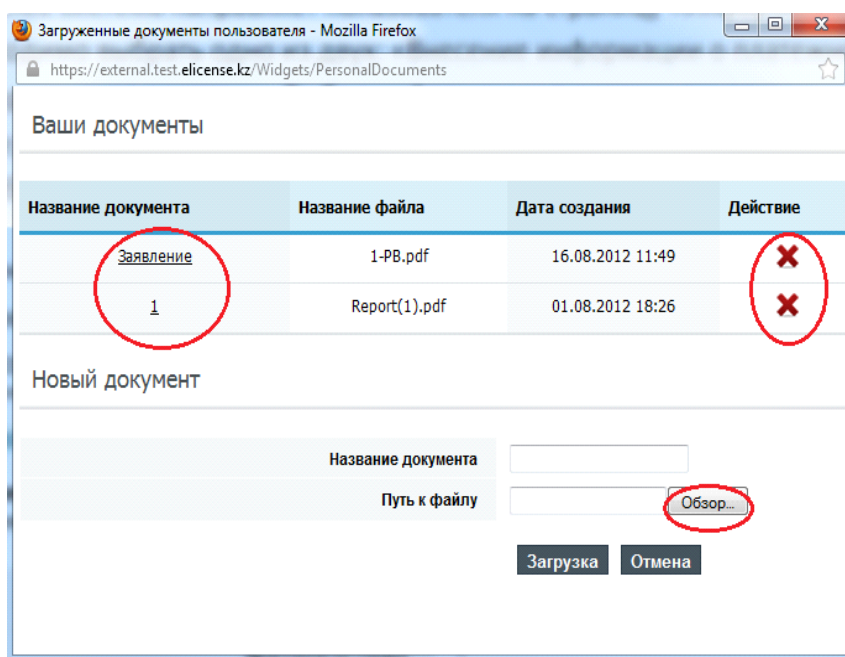 Загруженные документы пользователя - Mozilla Firefox
https://external.test.elicense.kz/Widgets/PersonalDocuments
Ваши документы
Название документа Название файла Дата создания Действие
Заявление 1-PB.pdf 16.08.2012 11:49
1 Report(1).pdf 01.08.2012 18:26
Новый документ
Название документа
Путь к файлу Обзор...
Загрузка Отмена